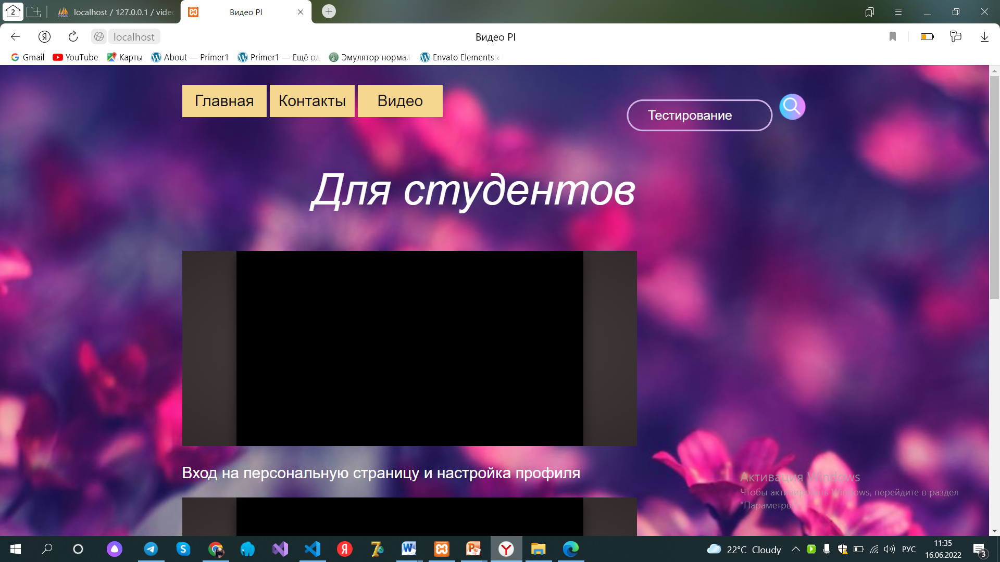 2
localhost / 127.0.0.1 / video
Видео PI
localhost
Видео PI
Gmail
YouTube
Карты
About — Primer1
Primer1 — Ещё од
Эмулятор нормал
Envato Elements ‹
Главная
Контакты
Видео
Тестирование
Для студентов
Вход на персональную страницу и настройка профиля
Активация Windows
Чтобы активировать Windows, перейдите в раздел
"Параметры
22°C Cloudy
РУС
11:35
16.06.2022
3